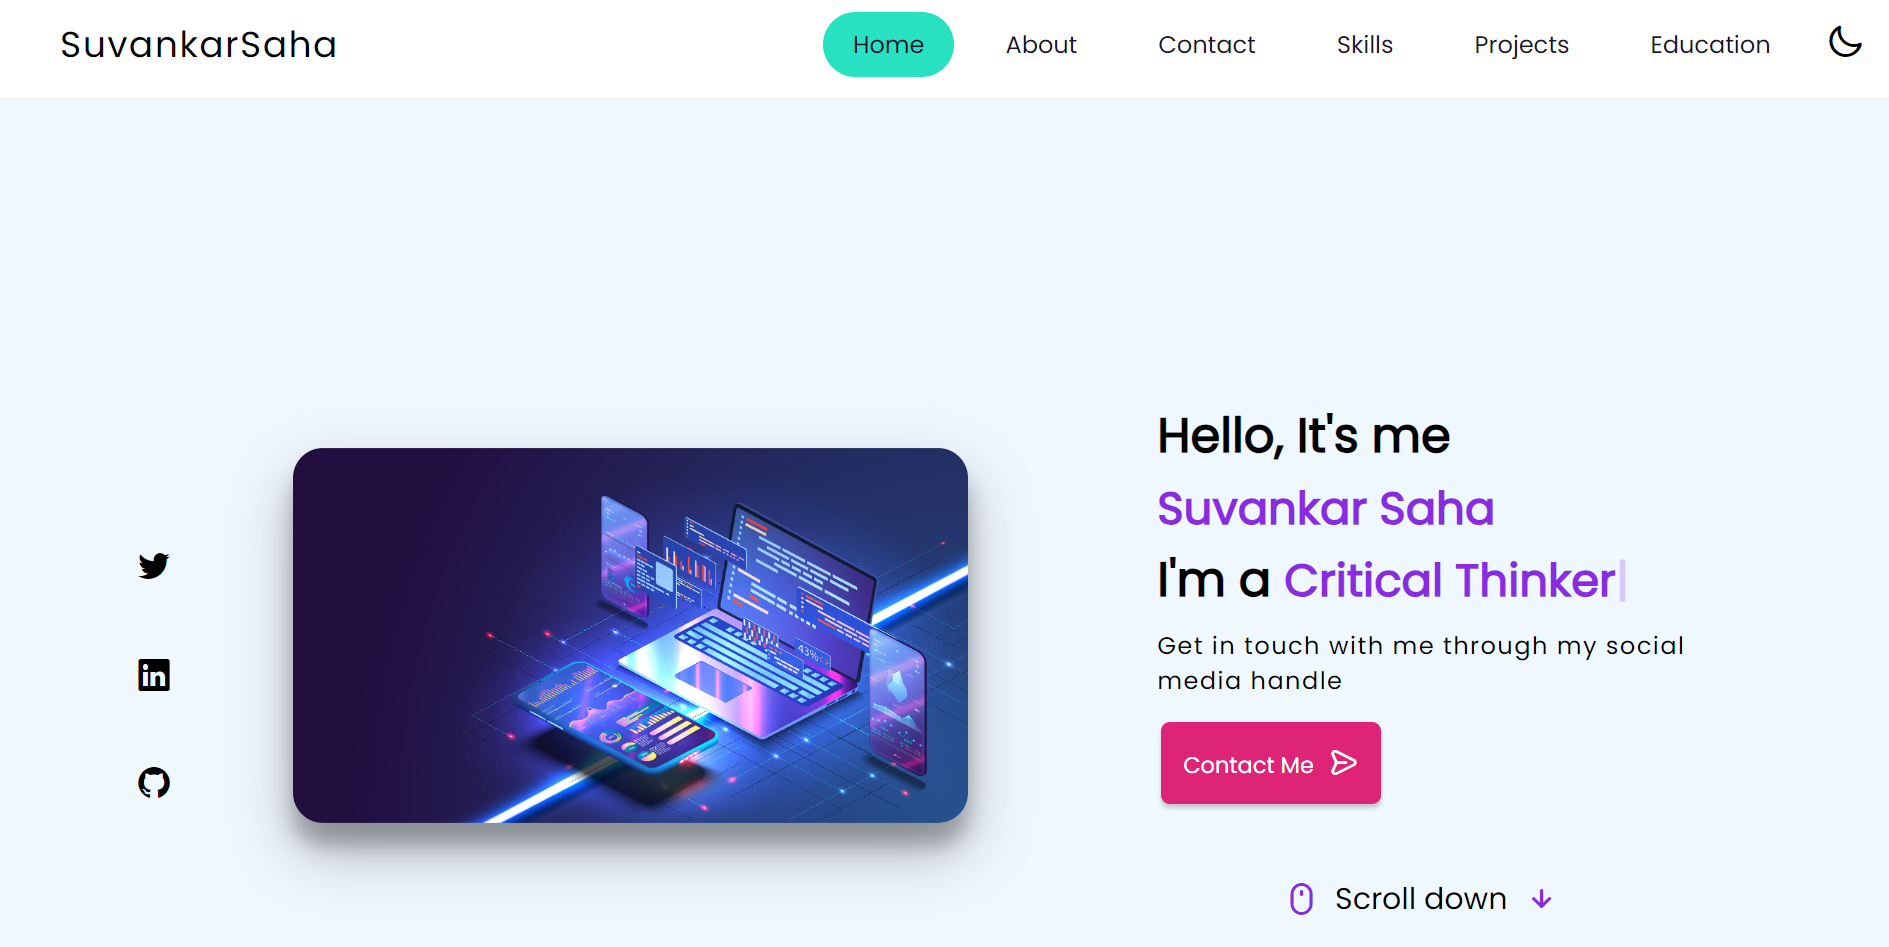 SuvankarSaha
Home About Contact Skills Projects Education
Hello, It's me
Suvankar Saha
I'm a Critical Thinker
Get in touch with me through my social
media handle
Contact Me
Scroll down
43%